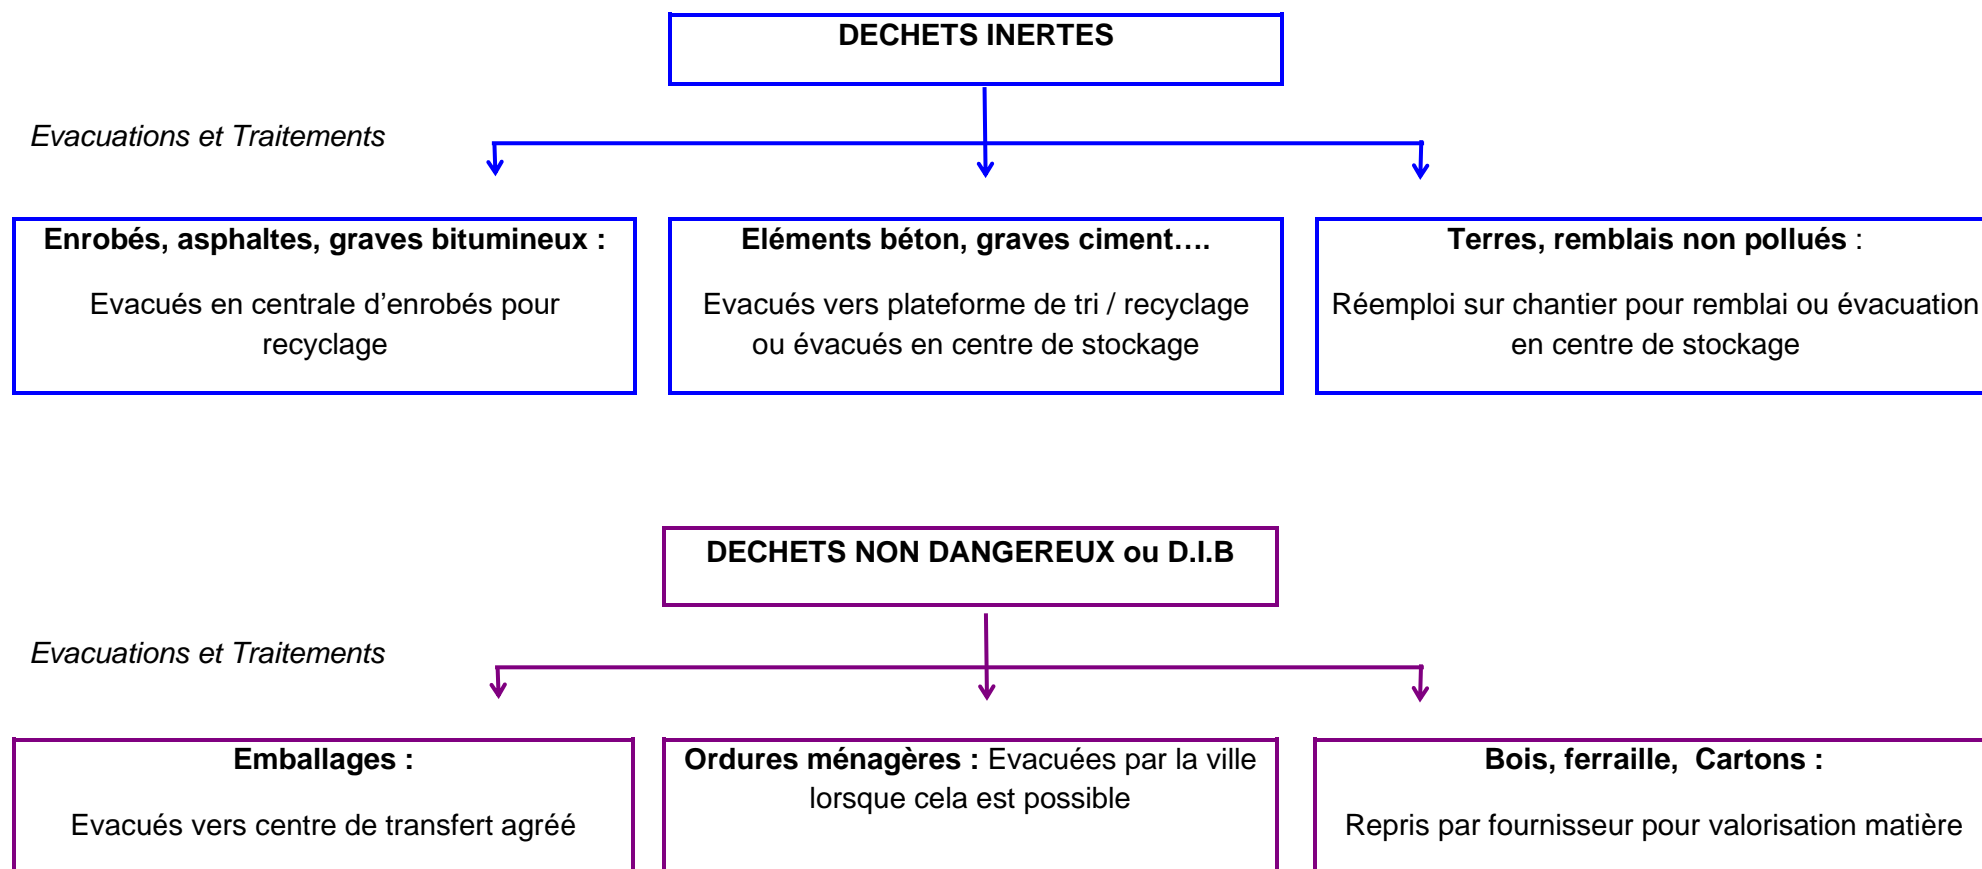 DECHETS INERTES
Evacuations et Traitements
Enrobés, asphaltes, graves bitumineux :
Evacués en centrale d’enrobés pour
recyclage
Eléments béton, graves ciment….
Evacués vers plateforme de tri / recyclage
ou évacués en centre de stockage
Terres, remblais non pollués :
Réemploi sur chantier pour remblai ou évacuation
en centre de stockage
DECHETS NON DANGEREUX ou D.I.B
Evacuations et Traitements
Emballages :
Evacués vers centre de transfert agréé
Ordures ménagères : Evacuées par la ville
lorsque cela est possible
Bois, ferraille, Cartons :
Repris par fournisseur pour valorisation matière